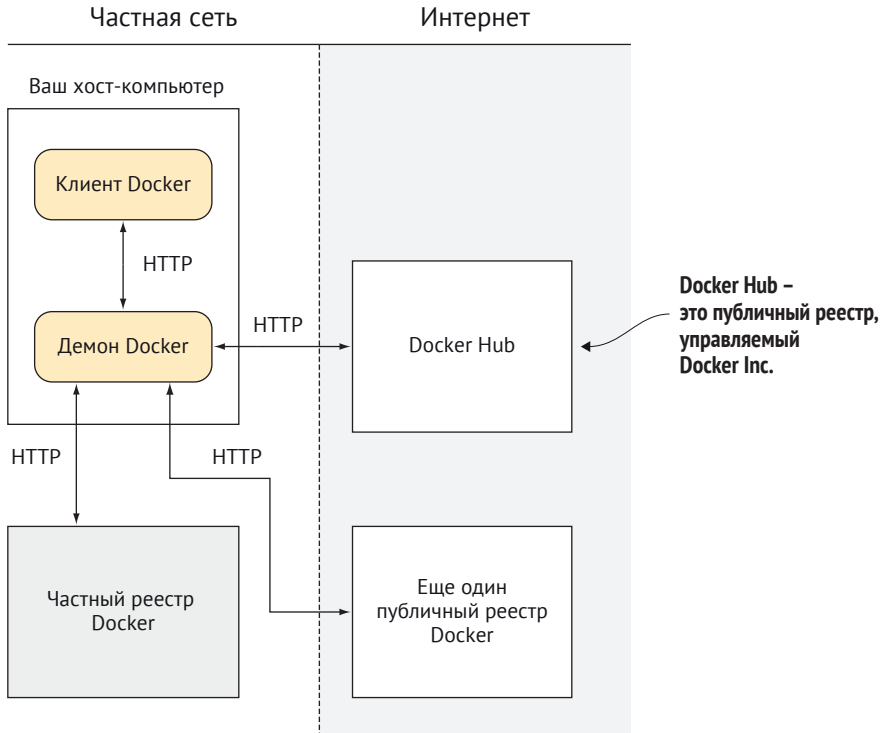 Частная сеть
Интернет
Ваш хост-компьютер
Клиент Docker
HTTP
Демон Docker
HTTP
Docker Hub
Docker Hub –
это публичный реестр,
управляемый
Docker Inc.
HTTP
HTTP
Частный реестр
Docker
Еще один
публичный реестр
Docker